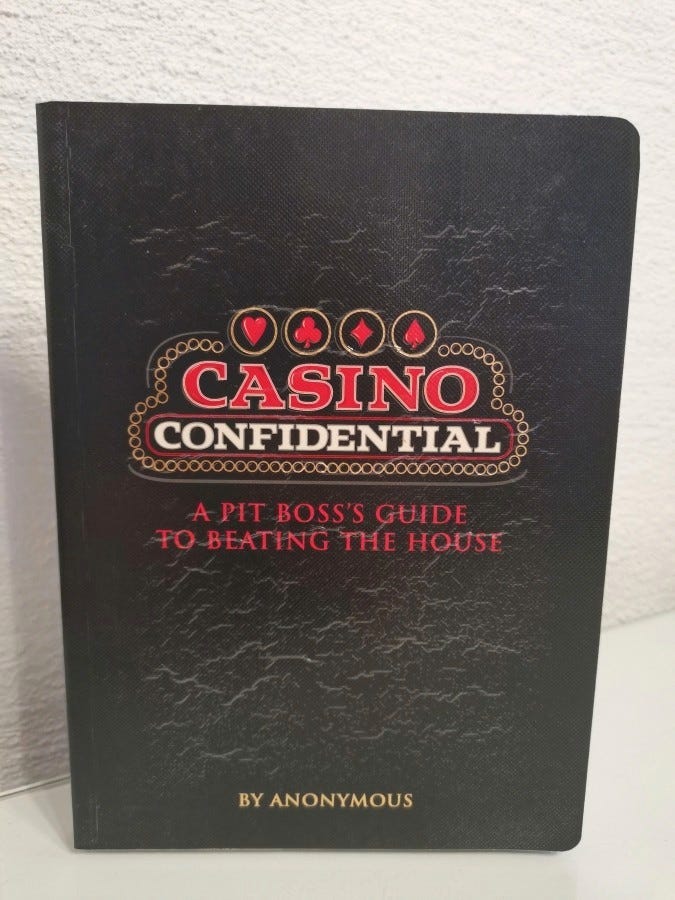 CASINO
CONFIDENTIAL
A PIT BOSS'S GUIDE
TO BEATING THE HOUSE
BY ANONYMOUS